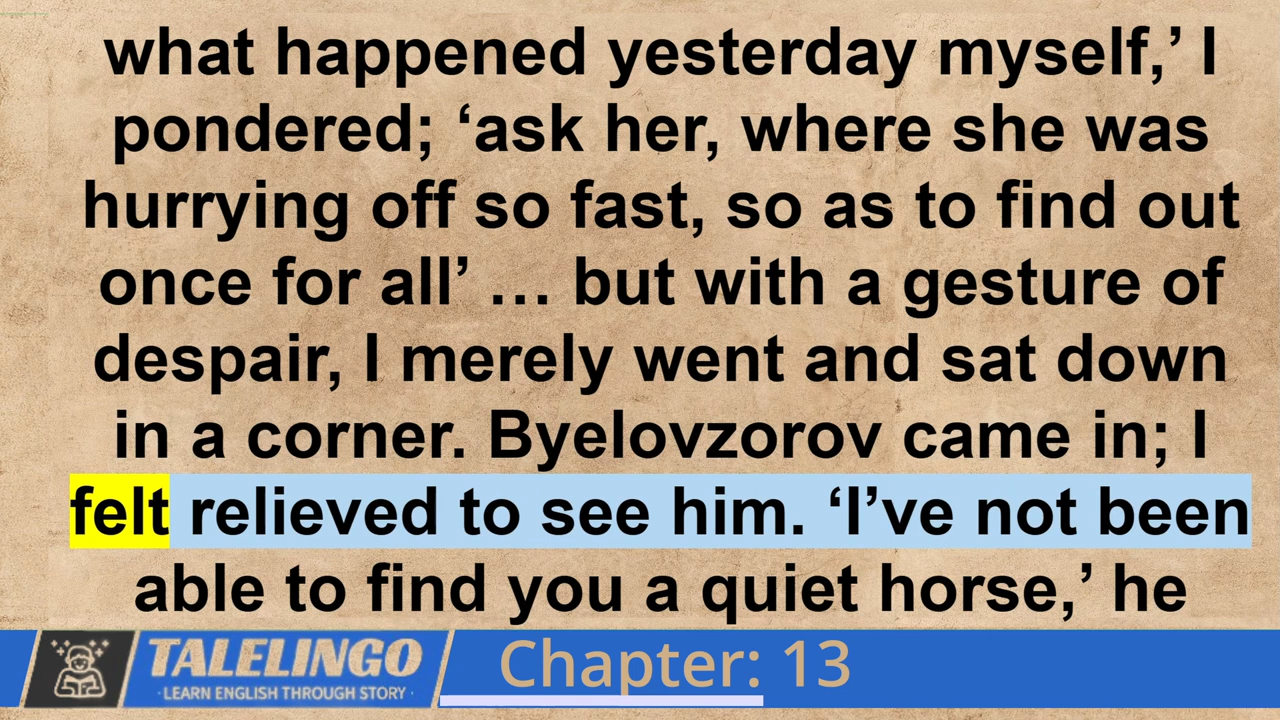 what happened yesterday myself,’ I
pondered; ‘ask her, where she was
hurrying off so fast, so as to find out
once for all’ … but with a gesture of
despair, I merely went and sat down
in a corner. Byelovzorov came in; I
felt relieved to see him. ‘I’ve not been
able to find you a quiet horse,’ he
TALELINGO
· LEARN ENGLISH THROUGH STORY ·
Chapter: 13